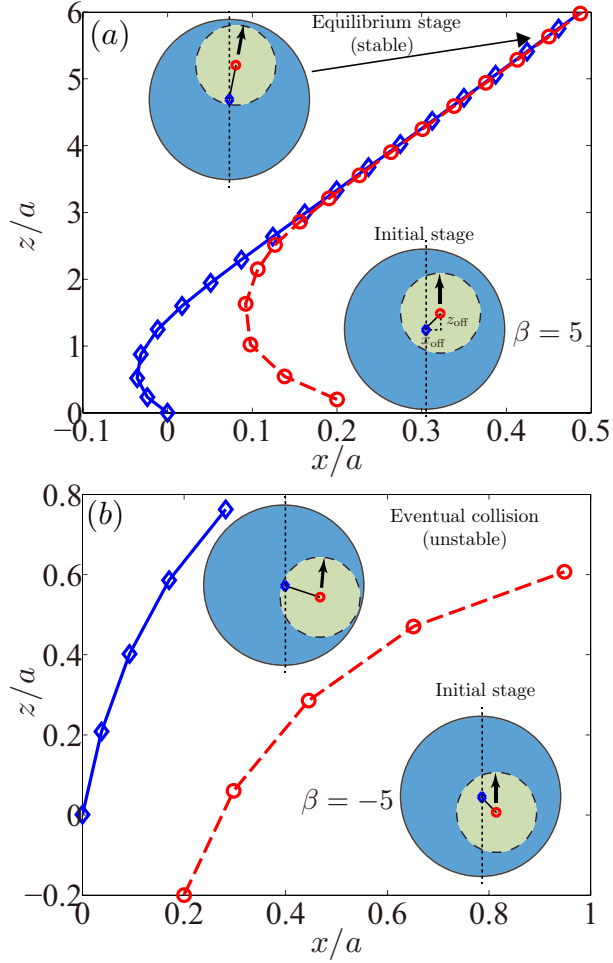 (a)
Equilibrium stage
(stable)
z/a
6
5
4
3
2
1
0
Initial stage
z_off
x_off
β = 5
−0.1 0 0.1 0.2 0.3 0.4 0.5
x/a
(b)
Eventual collision
(unstable)
z/a
0.8
0.6
0.4
0.2
0
−0.2
Initial stage
β = −5
0 0.2 0.4 0.6 0.8 1
x/a